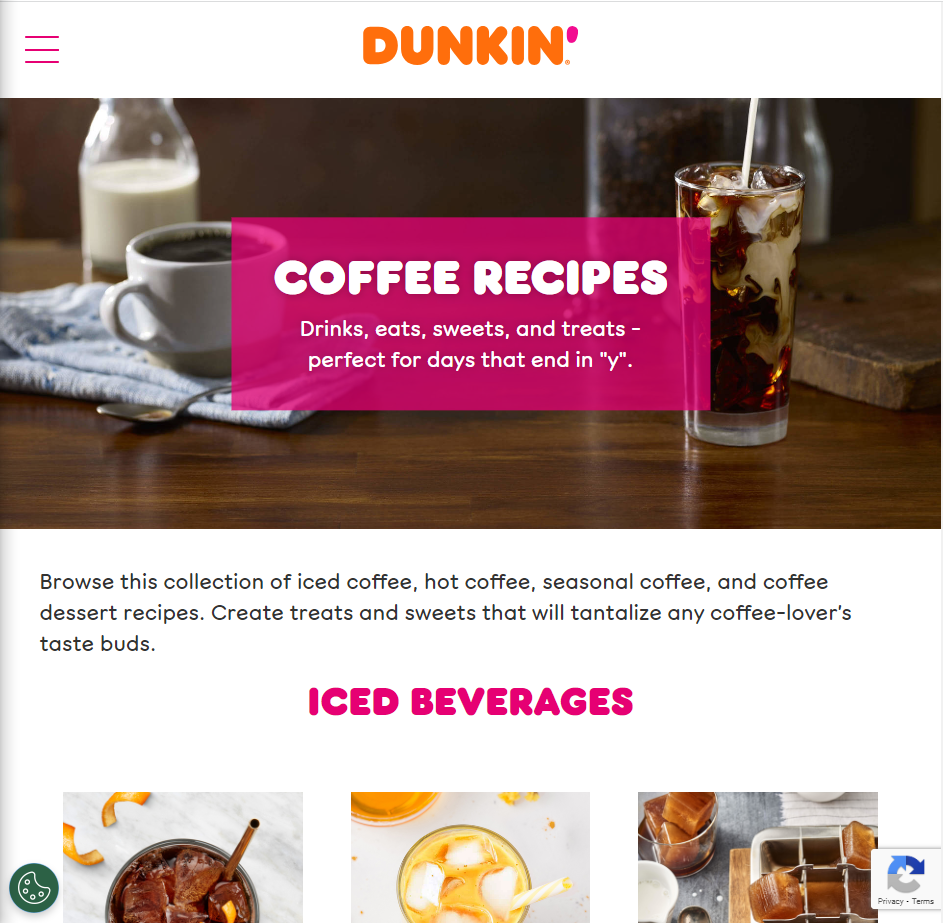 DUNKIN'
COFFEE RECIPES
Drinks, eats, sweets, and treats -
perfect for days that end in "y".
Browse this collection of iced coffee, hot coffee, seasonal coffee, and coffee
dessert recipes. Create treats and sweets that will tantalize any coffee-lover’s
taste buds.
ICED BEVERAGES
Privacy - Terms